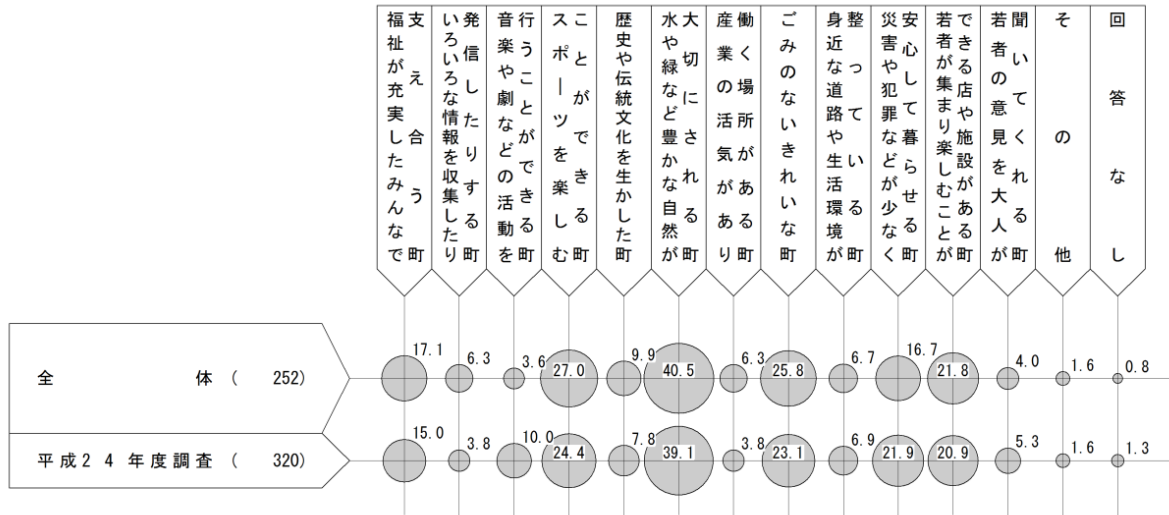 福祉が充実したみんなで
支え合う町
いろいろな情報を収集したり
発信したりする町
音楽や劇などの活動を
行うことができる町
スポーツを楽しむ
ことができる町
歴史や伝統文化を生かした町
水や緑など豊かな自然が
大切にされる町
産業の活気があり
働く場所がある町
ごみのないきれいな町
身近な道路や生活環境が
整っている町
災害や犯罪などが少なく
安心して暮らせる町
若者が集まり楽しむことが
できる店や施設がある町
若者の意見を大人が
聞いてくれる町
その他
回答なし
全体 ( 252) 17.1 6.3 3.6 27.0 9.9 40.5 6.3 25.8 6.7 16.7 21.8 4.0 1.6 0.8
平成24年度調査 ( 320) 15.0 3.8 10.0 24.4 7.8 39.1 3.8 23.1 6.9 21.9 20.9 5.3 1.6 1.3